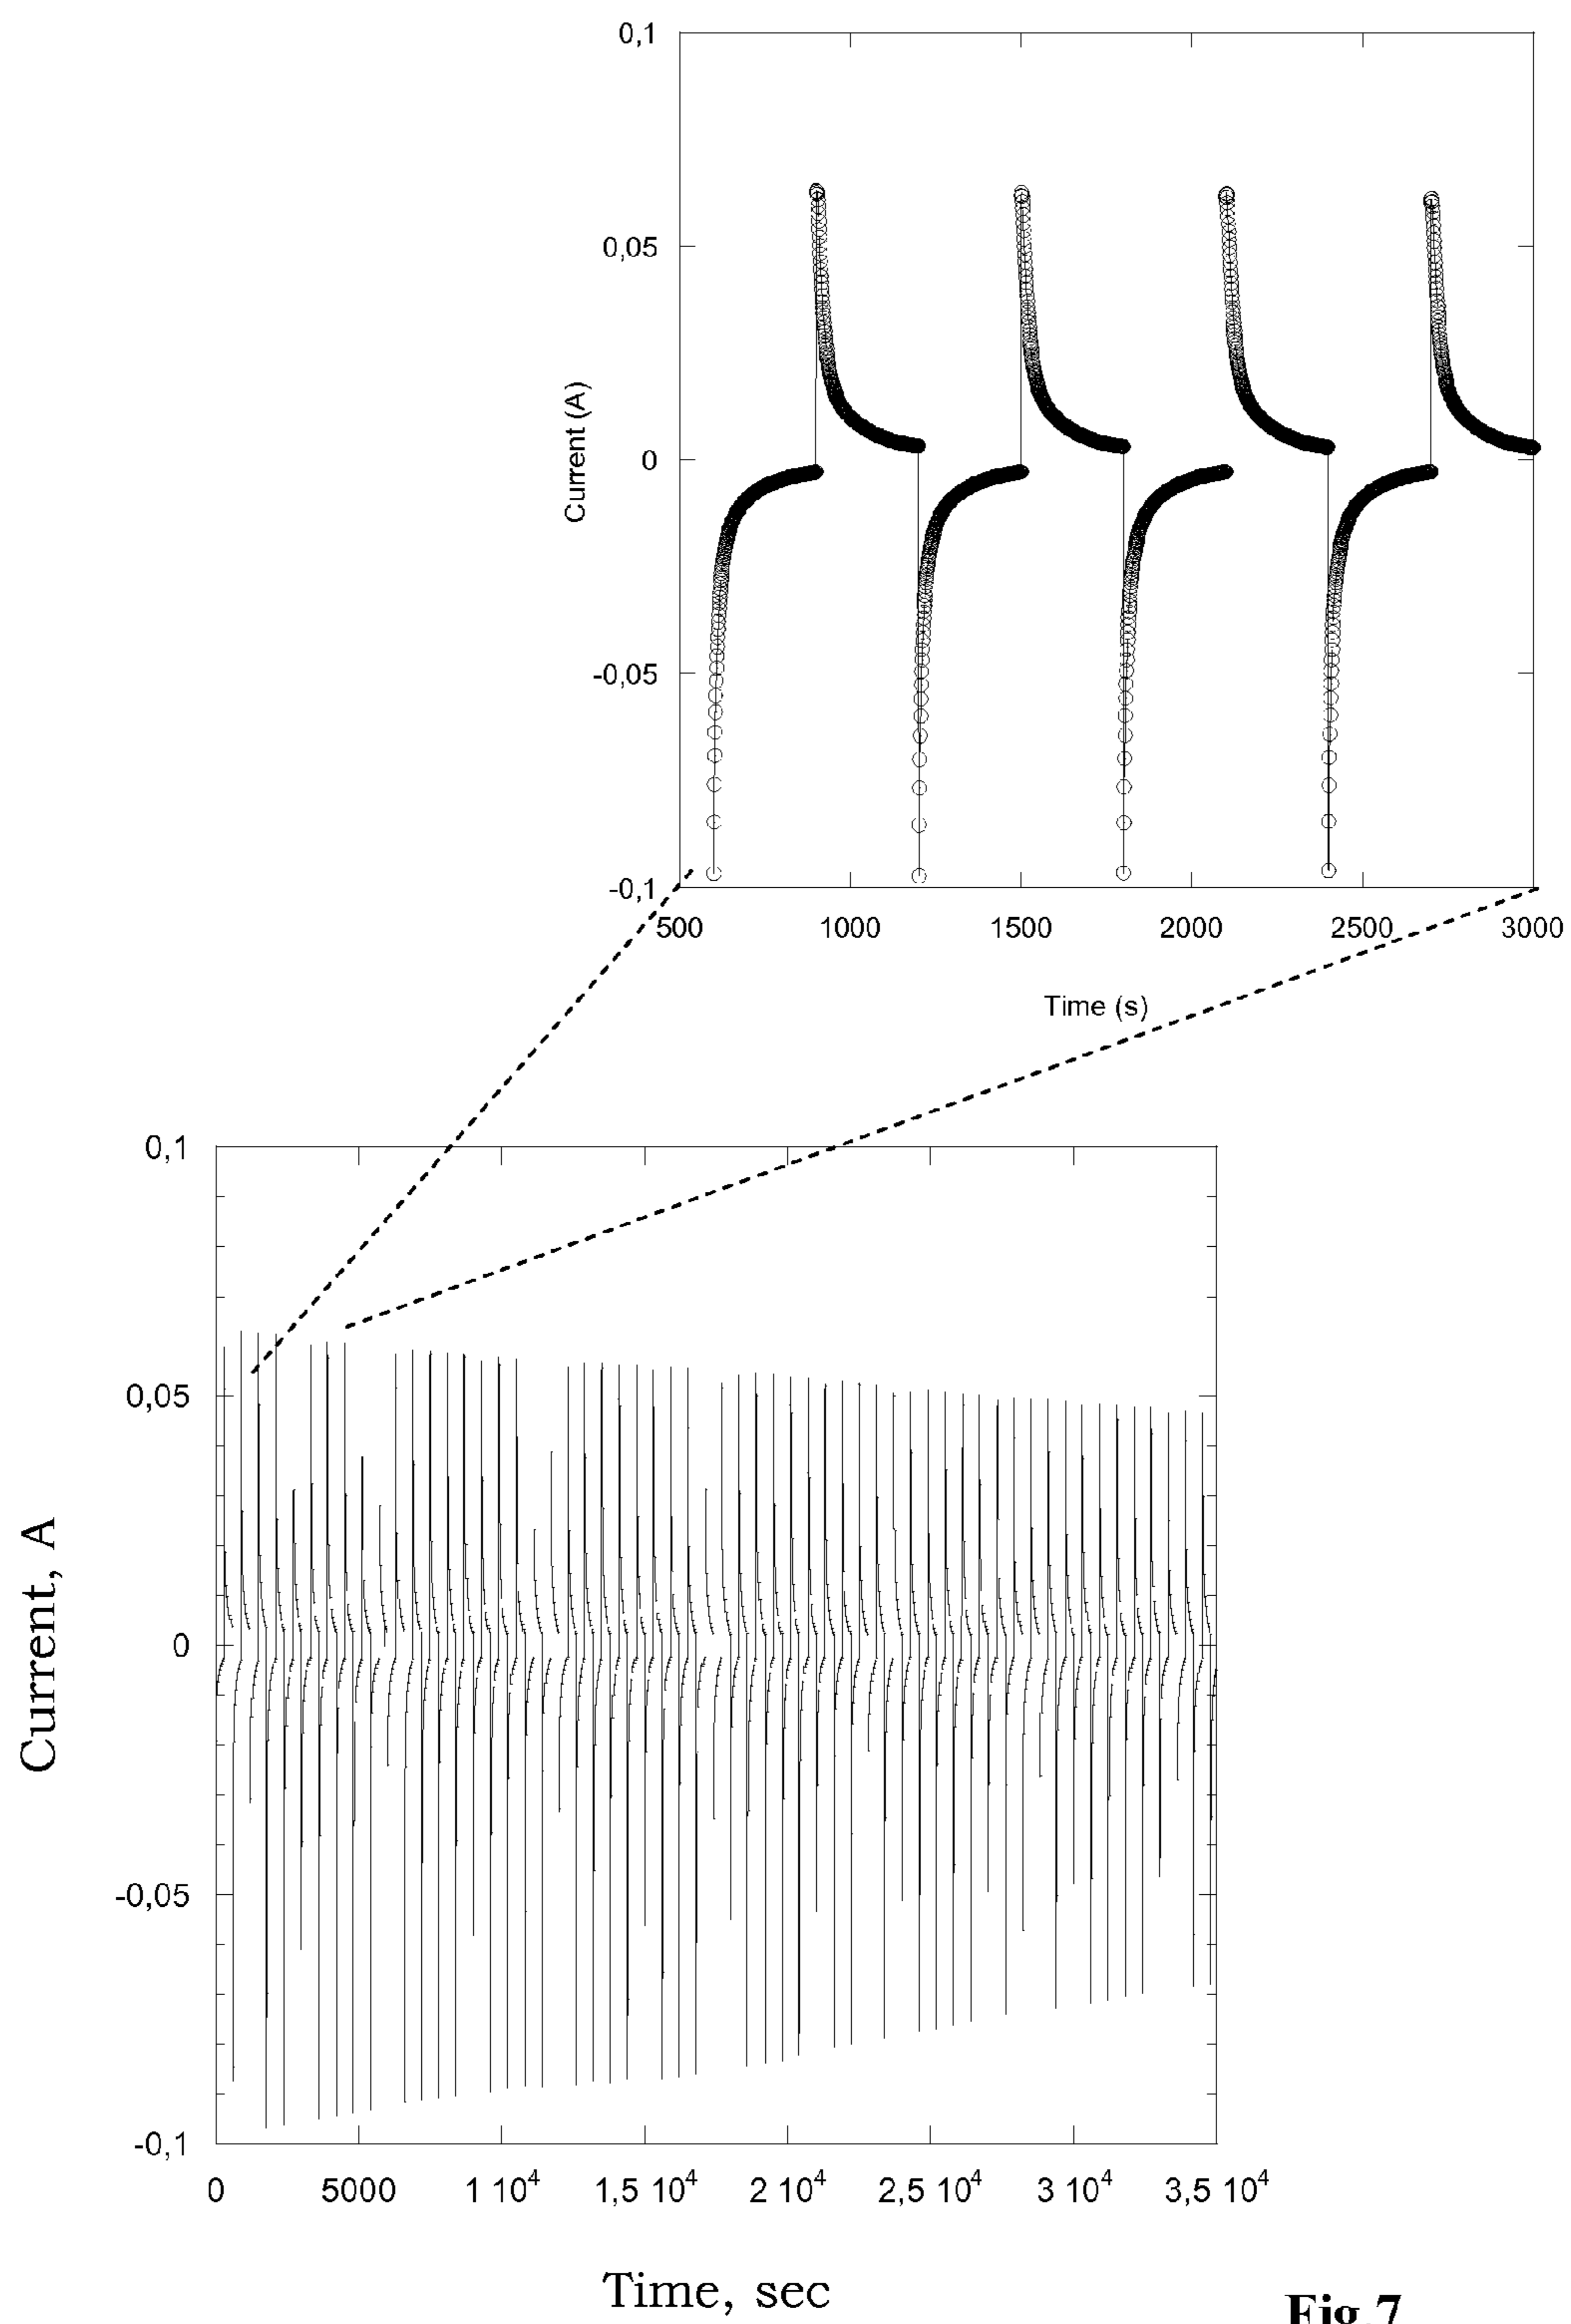 0,1
0,05
0
-0,05
-0,1
Current (A)
500 1000 1500 2000 2500 3000
Time (s)
0,1
0,05
0
-0,05
-0,1
Current, A
0 5000 1 10⁴ 1,5 10⁴ 2 10⁴ 2,5 10⁴ 3 10⁴ 3,5 10⁴
Time, sec
Fig.7